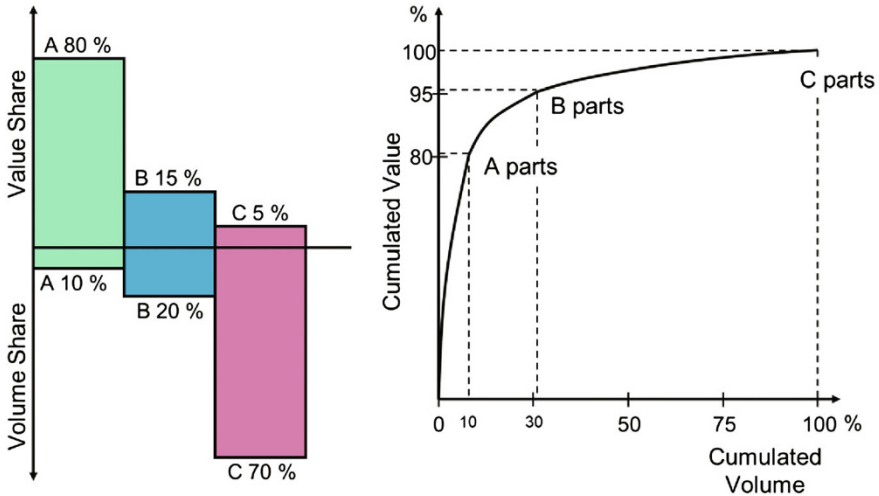 A 80 %
B 15 %
C 5 %
A 10 %
B 20 %
C 70 %
Value Share
Volume Share
%
100
95
80
C parts
B parts
A parts
Cumulated Value
0 10 30 50 75 100 %
Cumulated
Volume